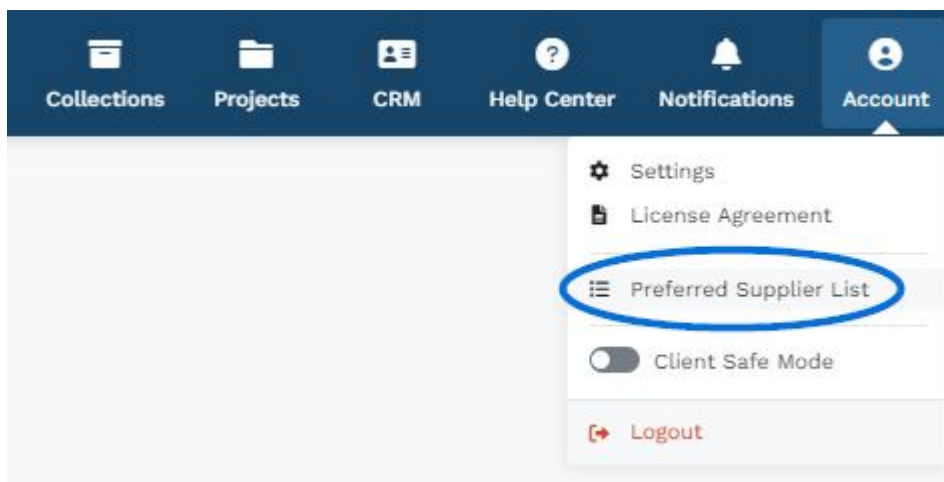 Collections Projects CRM Help Center Notifications Account
Settings
License Agreement
Preferred Supplier List
Client Safe Mode
Logout